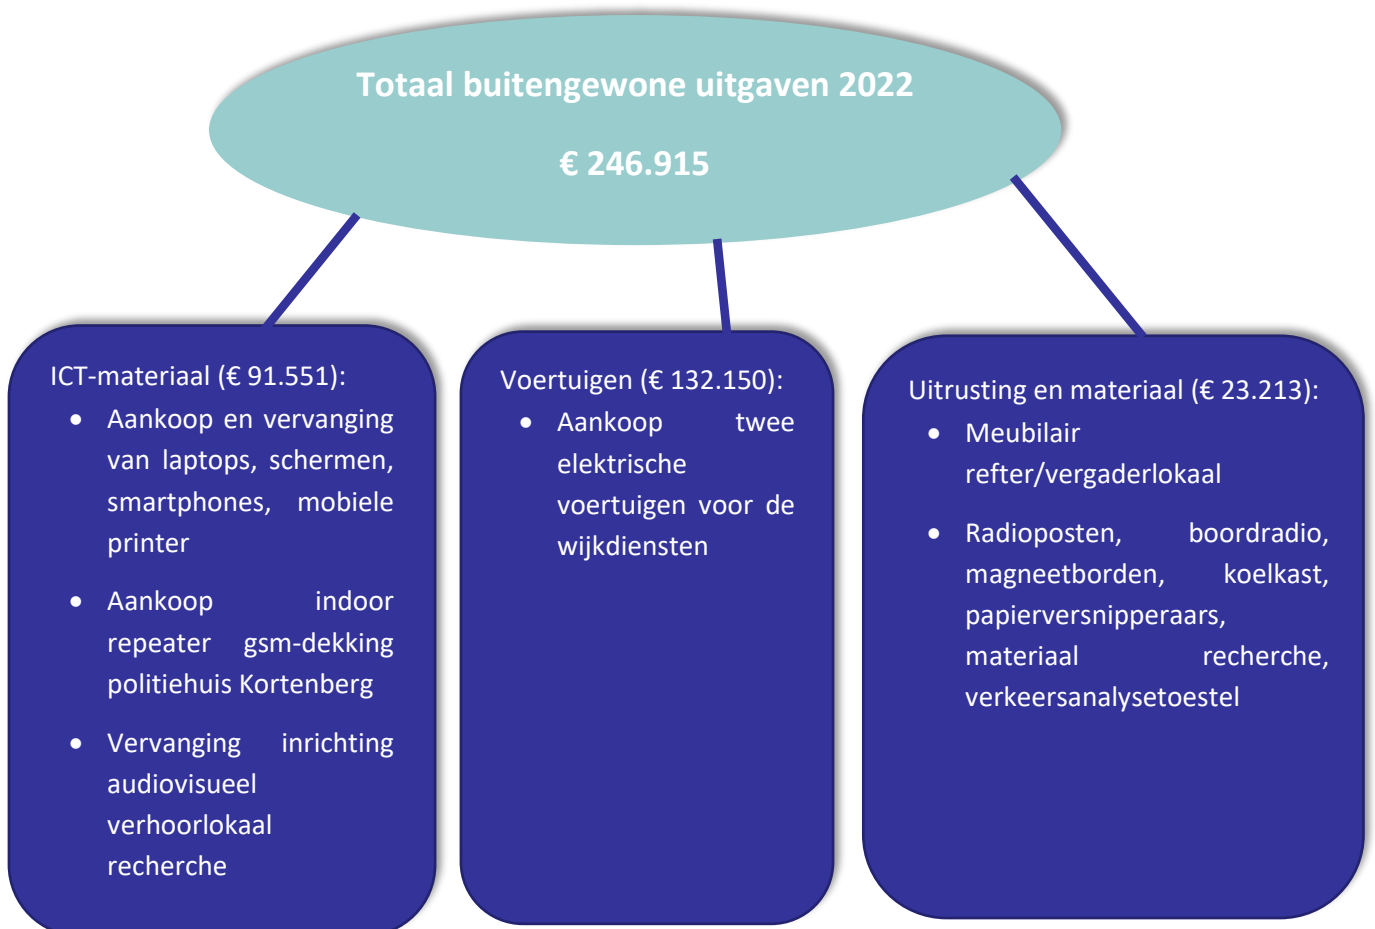 Totaal buitengewone uitgaven 2022
€ 246.915
ICT-materiaal (€ 91.551):
• Aankoop en vervanging
van laptops, schermen,
smartphones, mobiele
printer
• Aankoop indoor
repeater gsm-dekking
politiehuis Kortenberg
• Vervanging inrichting
audiovisueel
verhoorlokaal
recherche
Voertuigen (€ 132.150):
• Aankoop twee
elektrische
voertuigen voor de
wijkdiensten
Uitrusting en materiaal (€ 23.213):
• Meubilair
refter/vergaderlokaal
• Radioposten, boordradio,
magneetborden, koelkast,
papierversnipperaars,
materiaal recherche,
verkeersanalysetoestel